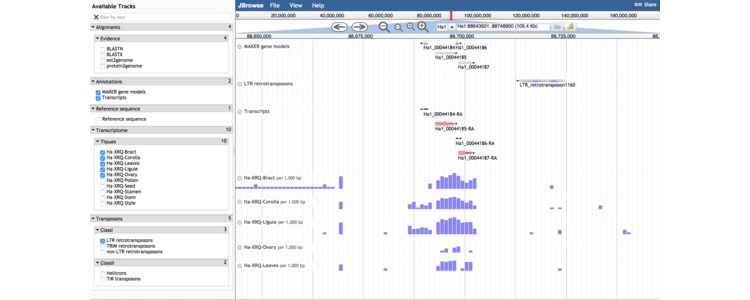 Available Tracks
Filter by text
Alignments 4
Evidence 4
BLASTN
BLASTX
est2genome
protein2genome
Annotations 2
MAKER gene models
Transcripts
Reference sequence 1
Reference sequence
Transcriptome 10
Tissues 10
Ha-XRQ-Bract
Ha-XRQ-Corolla
Ha-XRQ-Leaves
Ha-XRQ-Ligule
Ha-XRQ-Ovary
Ha-XRQ-Pollen
Ha-XRQ-Seed
Ha-XRQ-Stamen
Ha-XRQ-Stem
Ha-XRQ-Style
Transposons 5
ClassI 3
LTR retrotransposons
TRIM retrotransposons
non-LTR retrotransposons
ClassII 2
Helitrons
TIR transposons
JBrowse File View Help Share
0 20,000,000 40,000,000 60,000,000 80,000,000 100,000,000 120,000,000 140,000,000 160,000,000
Ha1 Ha1:88643501..88748900 (105.4 Kb) Go
88,650,000 88,675,000 88,700,000 88,725,000 88,
MAKER gene models
Ha1_00044184 Ha1_00044186
Ha1_00044185
Ha1_00044187
LTR retrotransposons
LTR_retrotransposon1160
Transcripts
Ha1_00044184-RA
Ha1_00044185-RA
Ha1_00044186-RA
Ha1_00044187-RA
Ha-XRQ-Bract per 1,000 bp
Ha-XRQ-Corolla per 1,000 bp
Ha-XRQ-Ligule per 1,000 bp
Ha-XRQ-Ovary per 1,000 bp
Ha-XRQ-Leaves per 1,000 bp